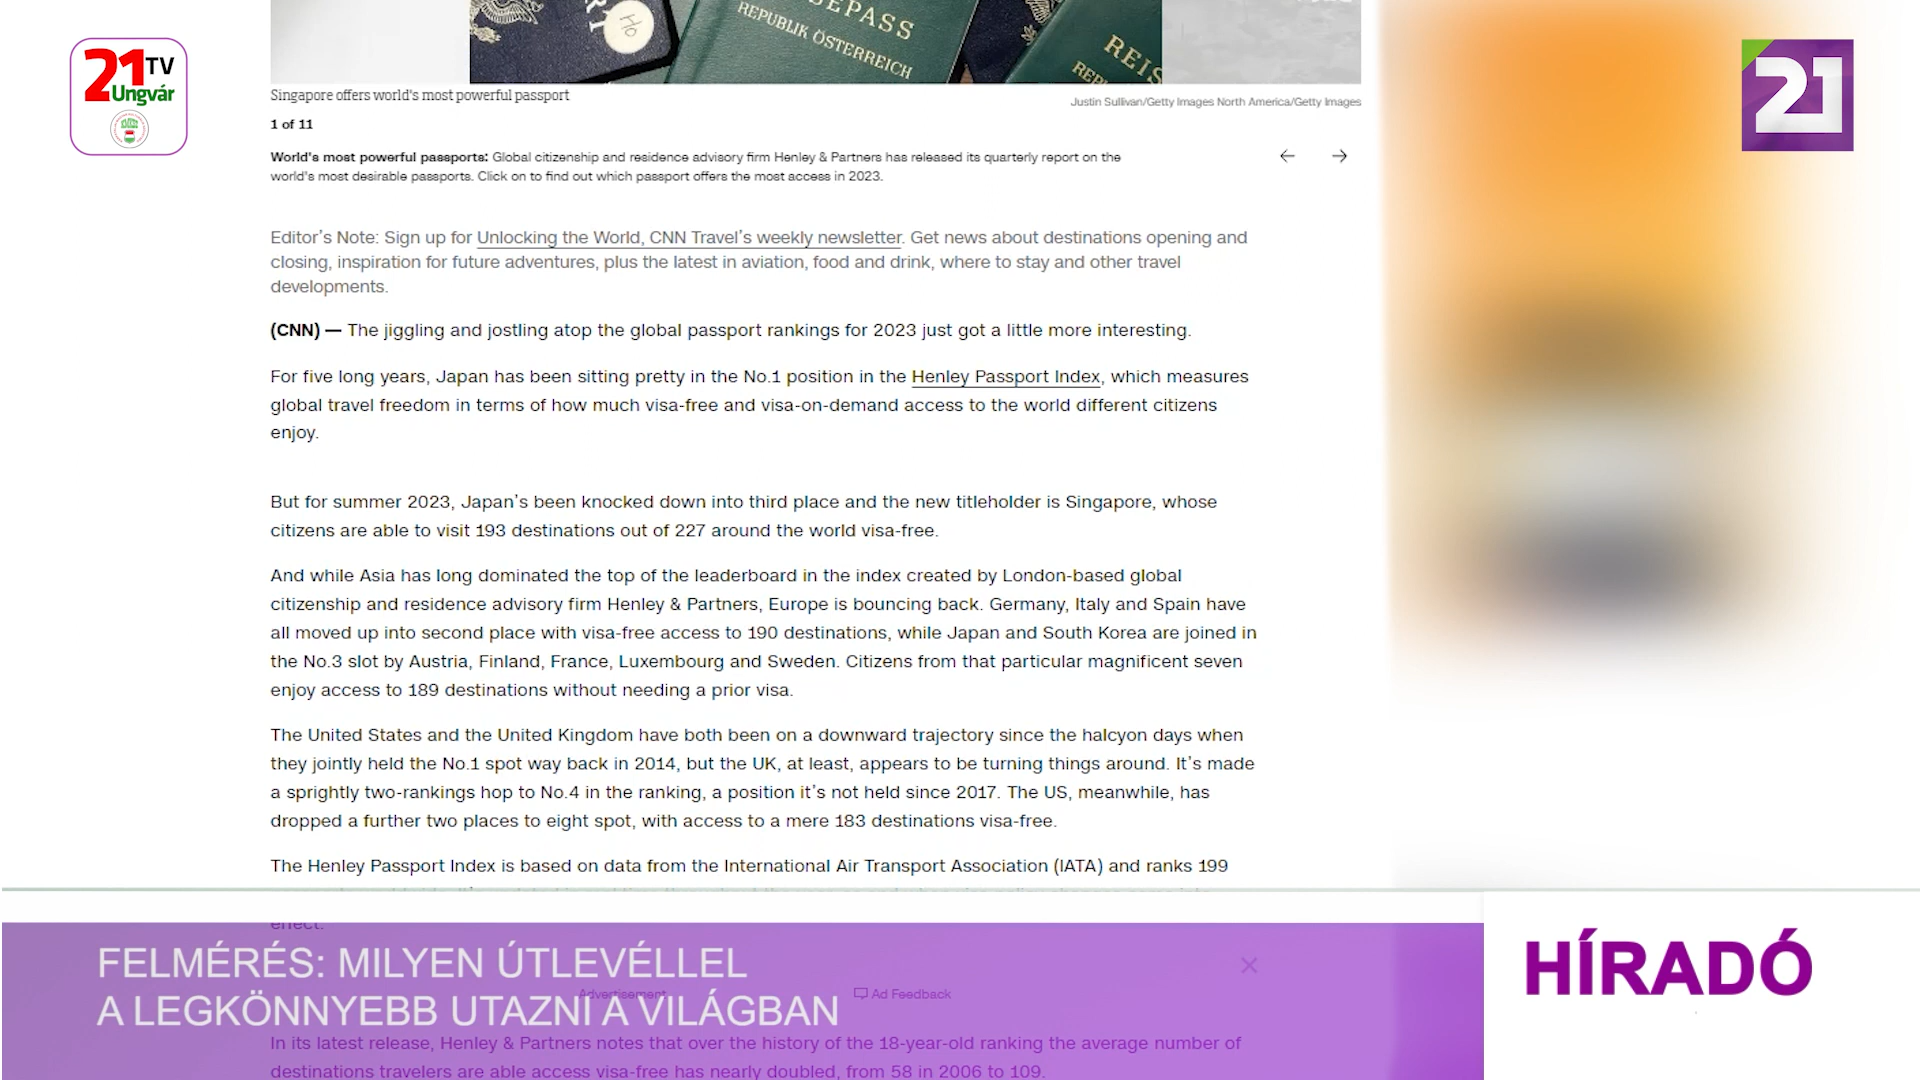 21 TV
Ungvár
21
REPUBLIK ÖSTERREICH
REIS
Singapore offers world's most powerful passport
Justin Sullivan/Getty Images North America/Getty Images
1 of 11
World's most powerful passports: Global citizenship and residence advisory firm Henley & Partners has released its quarterly report on the
world's most desirable passports. Click on to find out which passport offers the most access in 2023.
Editor's Note: Sign up for Unlocking the World, CNN Travel's weekly newsletter. Get news about destinations opening and
closing, inspiration for future adventures, plus the latest in aviation, food and drink, where to stay and other travel
developments.
(CNN) — The jiggling and jostling atop the global passport rankings for 2023 just got a little more interesting.
For five long years, Japan has been sitting pretty in the No.1 position in the Henley Passport Index, which measures
global travel freedom in terms of how much visa-free and visa-on-demand access to the world different citizens
enjoy.
But for summer 2023, Japan's been knocked down into third place and the new titleholder is Singapore, whose
citizens are able to visit 193 destinations out of 227 around the world visa-free.
And while Asia has long dominated the top of the leaderboard in the index created by London-based global
citizenship and residence advisory firm Henley & Partners, Europe is bouncing back. Germany, Italy and Spain have
all moved up into second place with visa-free access to 190 destinations, while Japan and South Korea are joined in
the No.3 slot by Austria, Finland, France, Luxembourg and Sweden. Citizens from that particular magnificent seven
enjoy access to 189 destinations without needing a prior visa.
The United States and the United Kingdom have both been on a downward trajectory since the halcyon days when
they jointly held the No.1 spot way back in 2014, but the UK, at least, appears to be turning things around. It's made
a sprightly two-rankings hop to No.4 in the ranking, a position it's not held since 2017. The US, meanwhile, has
dropped a further two places to eight spot, with access to a mere 183 destinations visa-free.
The Henley Passport Index is based on data from the International Air Transport Association (IATA) and ranks 199
effect.
FELMÉRÉS: MILYEN ÚTLEVÉLLEL
A LEGKÖNNYEBB UTAZNI A VILÁGBAN
Advertisement
Ad Feedback
HÍRADÓ
In its latest release, Henley & Partners notes that over the history of the 18-year-old ranking the average number of
destinations travelers are able access visa-free has nearly doubled, from 58 in 2006 to 109.